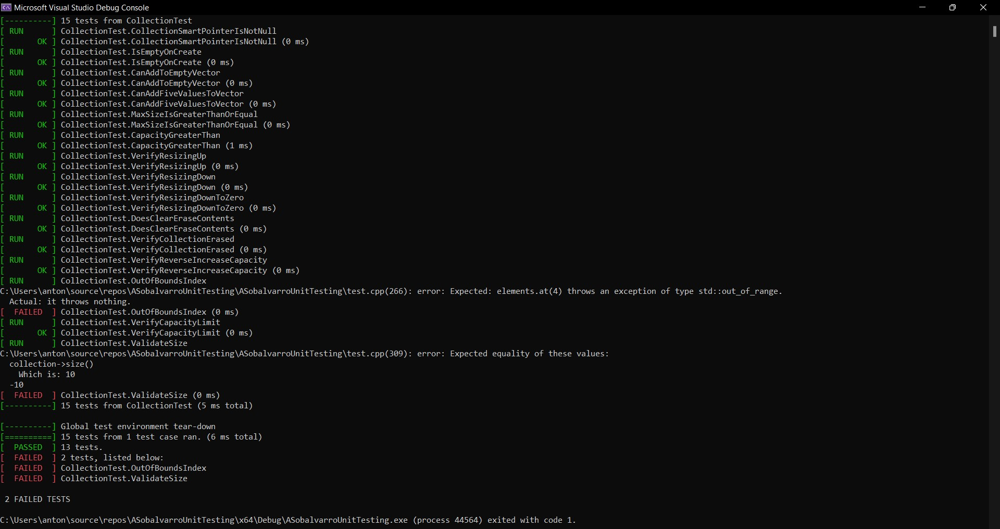 Microsoft Visual Studio Debug Console
[----------] 15 tests from CollectionTest
[ RUN      ] CollectionTest.CollectionSmartPointerIsNotNull
[       OK ] CollectionTest.CollectionSmartPointerIsNotNull (0 ms)
[ RUN      ] CollectionTest.IsEmptyOnCreate
[       OK ] CollectionTest.IsEmptyOnCreate (0 ms)
[ RUN      ] CollectionTest.CanAddToEmptyVector
[       OK ] CollectionTest.CanAddToEmptyVector (0 ms)
[ RUN      ] CollectionTest.CanAddFiveValuesToVector
[       OK ] CollectionTest.CanAddFiveValuesToVector (0 ms)
[ RUN      ] CollectionTest.MaxSizeIsGreaterThanOrEqual
[       OK ] CollectionTest.MaxSizeIsGreaterThanOrEqual (0 ms)
[ RUN      ] CollectionTest.CapacityGreaterThan
[       OK ] CollectionTest.CapacityGreaterThan (1 ms)
[ RUN      ] CollectionTest.VerifyResizingUp
[       OK ] CollectionTest.VerifyResizingUp (0 ms)
[ RUN      ] CollectionTest.VerifyResizingDown
[       OK ] CollectionTest.VerifyResizingDown (0 ms)
[ RUN      ] CollectionTest.VerifyResizingDownToZero
[       OK ] CollectionTest.VerifyResizingDownToZero (0 ms)
[ RUN      ] CollectionTest.DoesClearEraseContents
[       OK ] CollectionTest.DoesClearEraseContents (0 ms)
[ RUN      ] CollectionTest.VerifyCollectionErased
[       OK ] CollectionTest.VerifyCollectionErased (0 ms)
[ RUN      ] CollectionTest.VerifyReverseIncreaseCapacity
[       OK ] CollectionTest.VerifyReverseIncreaseCapacity (0 ms)
[ RUN      ] CollectionTest.OutOfBoundsIndex
C:\Users\anton\source\repos\ASobalvarroUnitTesting\ASobalvarroUnitTesting\test.cpp(266): error: Expected: elements.at(4) throws an exception of type std::out_of_range.
  Actual: it throws nothing.
[  FAILED  ] CollectionTest.OutOfBoundsIndex (0 ms)
[ RUN      ] CollectionTest.VerifyCapacityLimit
[       OK ] CollectionTest.VerifyCapacityLimit (0 ms)
[ RUN      ] CollectionTest.ValidateSize
C:\Users\anton\source\repos\ASobalvarroUnitTesting\ASobalvarroUnitTesting\test.cpp(309): error: Expected equality of these values:
  collection->size()
    Which is: 10
  -10
[  FAILED  ] CollectionTest.ValidateSize (0 ms)
[----------] 15 tests from CollectionTest (5 ms total)
[----------] Global test environment tear-down
[==========] 15 tests from 1 test case ran. (6 ms total)
[  PASSED  ] 13 tests.
[  FAILED  ] 2 tests, listed below:
[  FAILED  ] CollectionTest.OutOfBoundsIndex
[  FAILED  ] CollectionTest.ValidateSize
 2 FAILED TESTS
C:\Users\anton\source\repos\ASobalvarroUnitTesting\x64\Debug\ASobalvarroUnitTesting.exe (process 44564) exited with code 1.